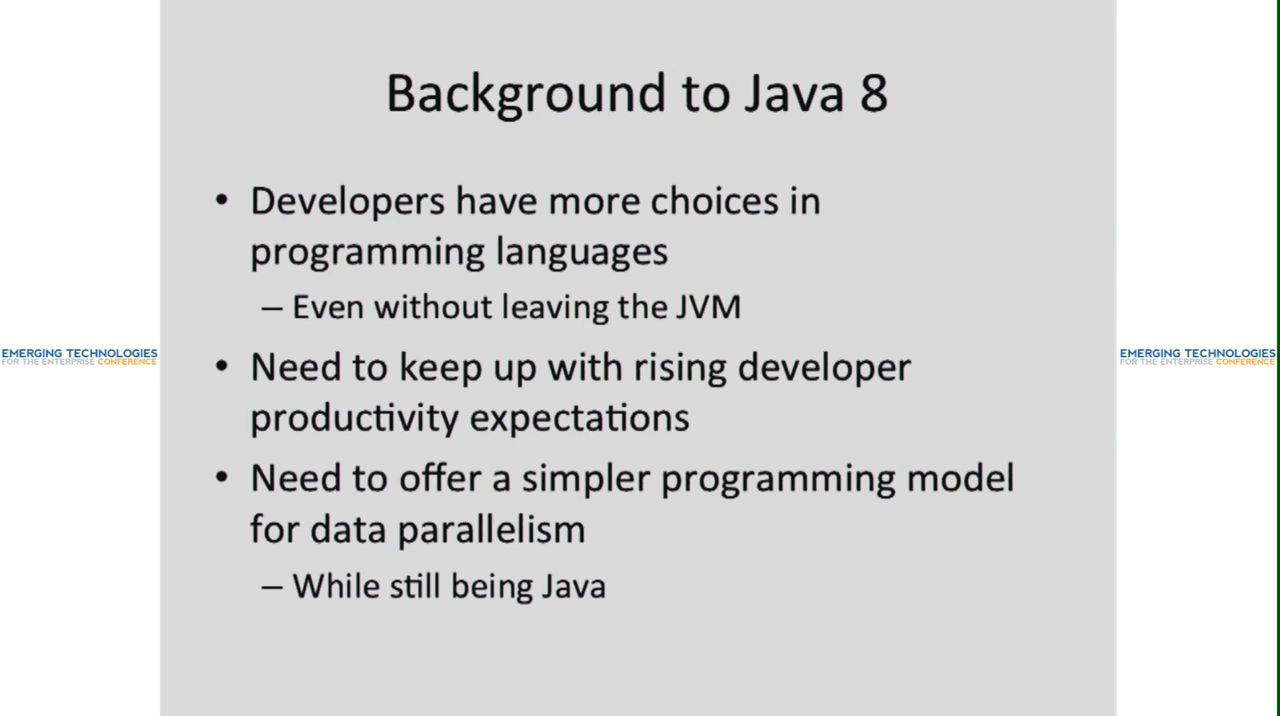 Background to Java 8
• Developers have more choices in
programming languages
– Even without leaving the JVM
• Need to keep up with rising developer
productivity expectations
• Need to offer a simpler programming model
for data parallelism
– While still being Java
EMERGING TECHNOLOGIES
FOR THE ENTERPRISE CONFERENCE
EMERGING TECHNOLOGIES
FOR THE ENTERPRISE CONFERENCE